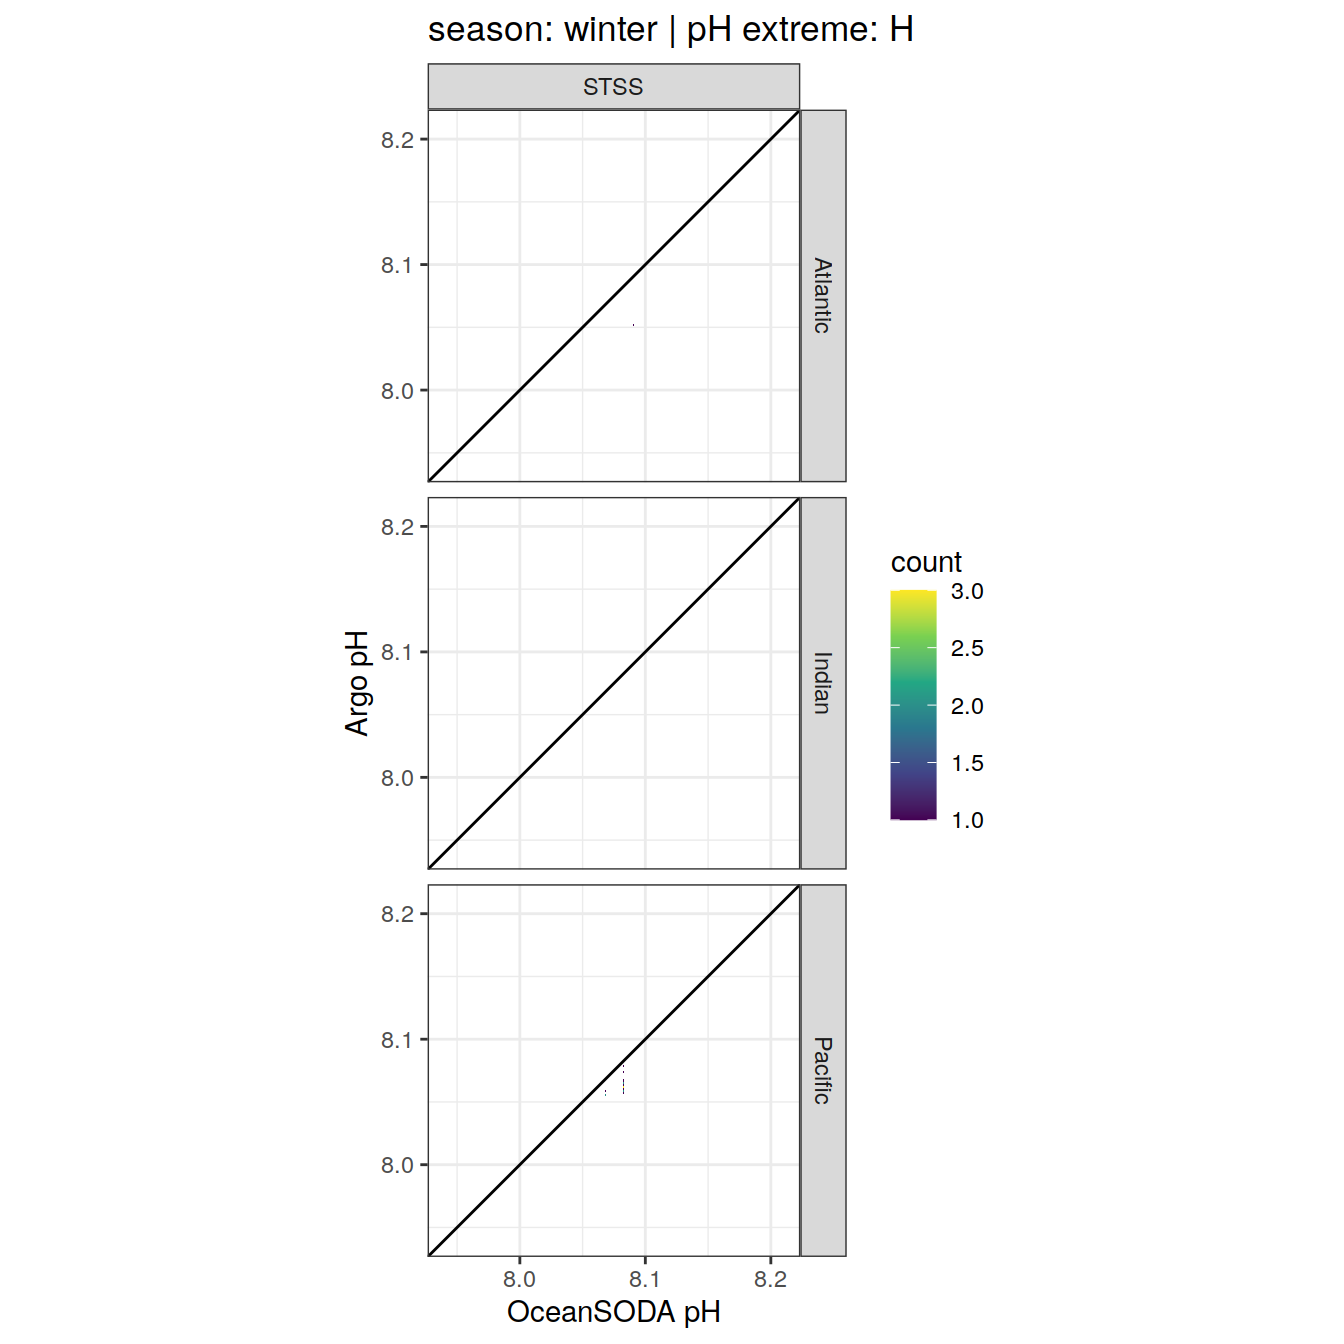 season: winter | pH extreme: H
STSS
8.2
8.1
8.0
Atlantic
8.2
8.1
8.0
Indian
8.2
8.1
8.0
Pacific
Argo pH
8.0 8.1 8.2
OceanSODA pH
count
3.0
2.5
2.0
1.5
1.0